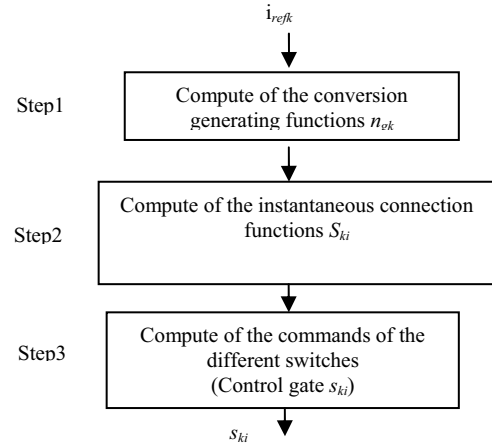 i_refk
Step1
Compute of the conversion
generating functions n_gk
Step2
Compute of the instantaneous connection
functions S_ki
Step3
Compute of the commands of the
different switches
(Control gate s_ki)
s_ki